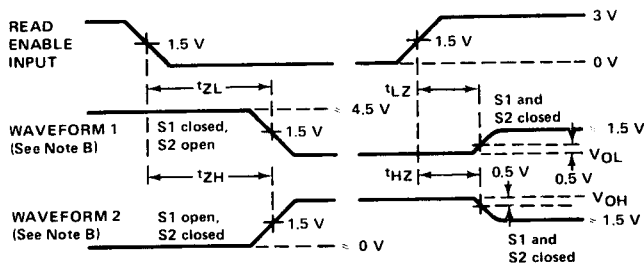 READ
ENABLE
INPUT
1.5 V
1.5 V
3 V
0 V
tZL
tLZ
WAVEFORM 1
(See Note B)
S1 closed,
S2 open
≈ 4.5 V
1.5 V
S1 and
S2 closed
≈ 1.5 V
VOL
0.5 V
tZH
tHZ
WAVEFORM 2
(See Note B)
S1 open,
S2 closed
1.5 V
≈ 0 V
0.5 V
VOH
≈ 1.5 V
S1 and
S2 closed